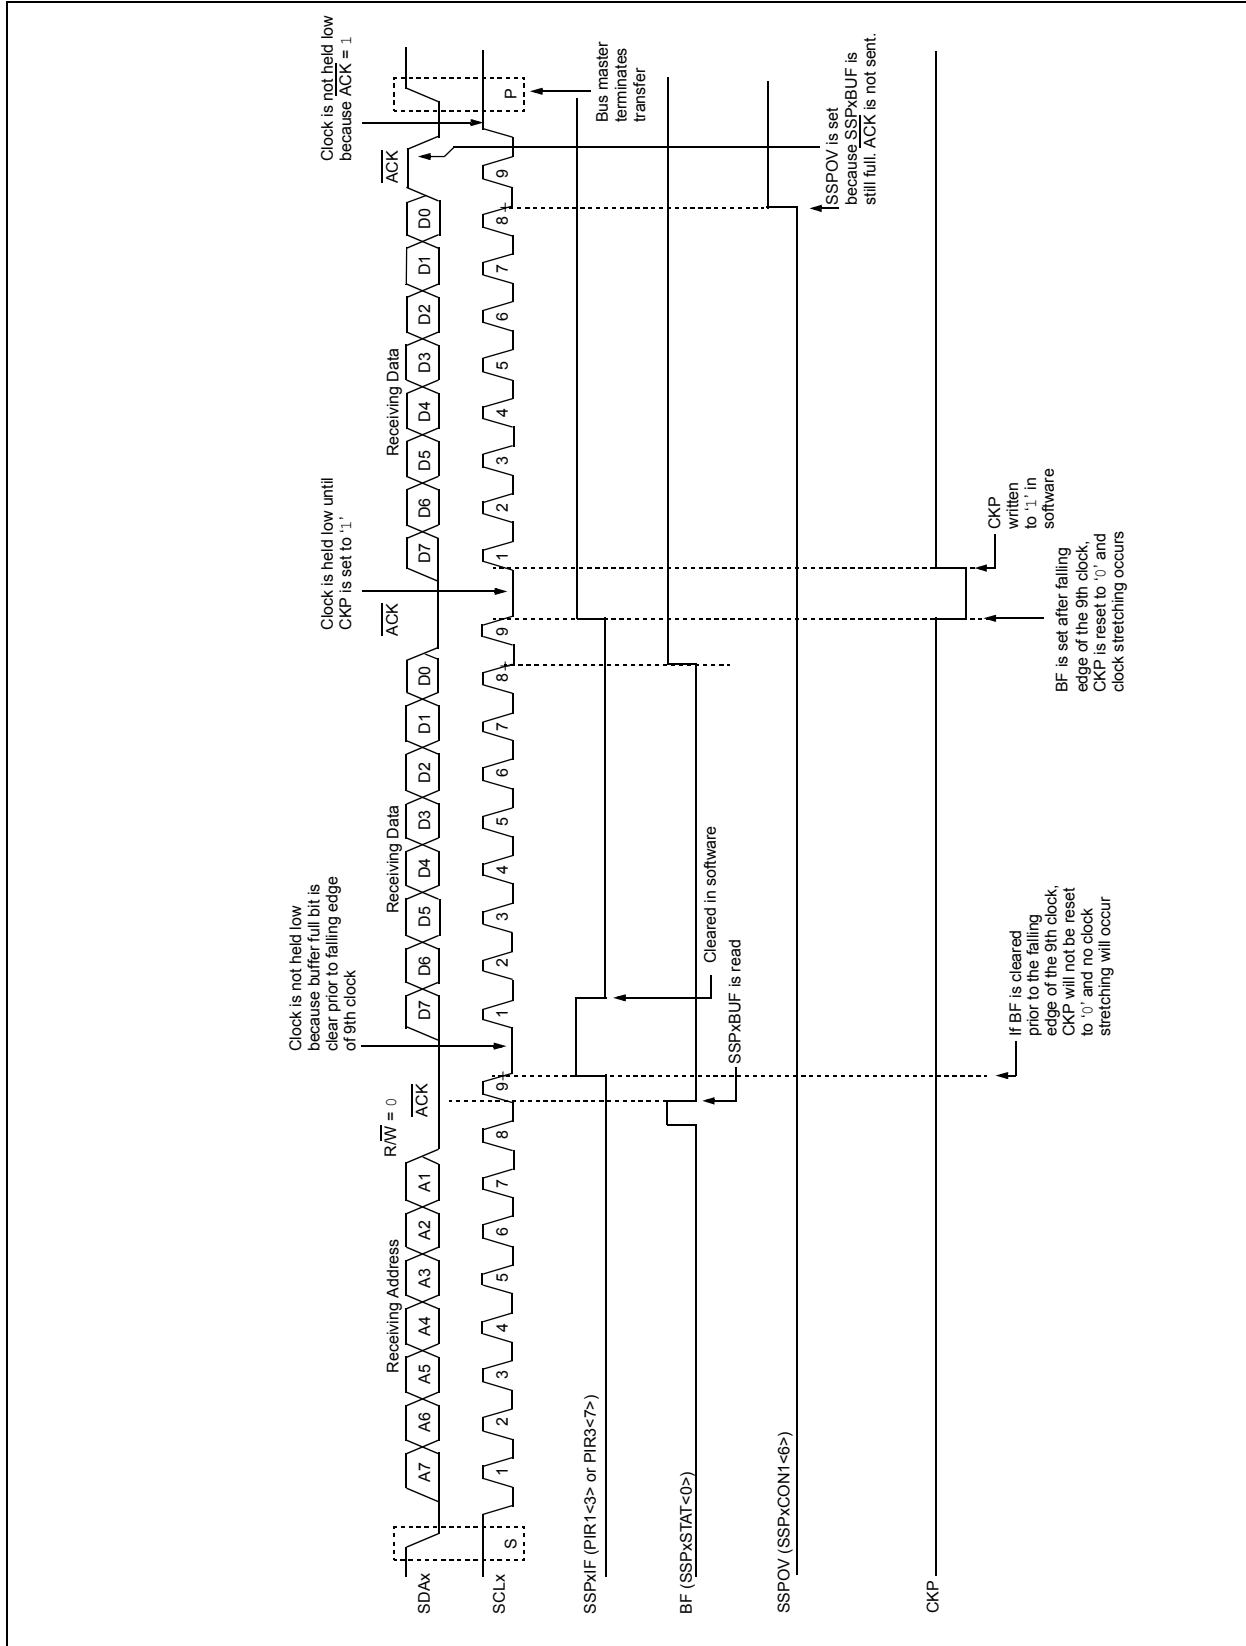 Clock is not held low
because buffer full bit is
clear prior to falling edge
of 9th clock
Clock is held low until
CKP is set to ‘1’
Clock is not held low
because ACK = 1
Receiving Address
R/W = 0
ACK
Receiving Data
ACK
Receiving Data
ACK
SDAx
A7 A6 A5 A4 A3 A2 A1
D7 D6 D5 D4 D3 D2 D1 D0
D7 D6 D5 D4 D3 D2 D1 D0
SCLx
S
1 2 3 4 5 6 7 8 9
1 2 3 4 5 6 7 8 9
1 2 3 4 5 6 7 8 9
P
SSPxIF (PIR1<3> or PIR3<7>)
Bus master
terminates
transfer
Cleared in software
BF (SSPxSTAT<0>)
SSPxBUF is read
SSPOV (SSPxCON1<6>)
SSPOV is set
because SSPxBUF is
still full. ACK is not sent.
CKP
CKP
written
to ‘1’ in
software
If BF is cleared
prior to the falling
edge of the 9th clock,
CKP will not be reset
to ‘0’ and no clock
stretching will occur
BF is set after falling
edge of the 9th clock,
CKP is reset to ‘0’ and
clock stretching occurs